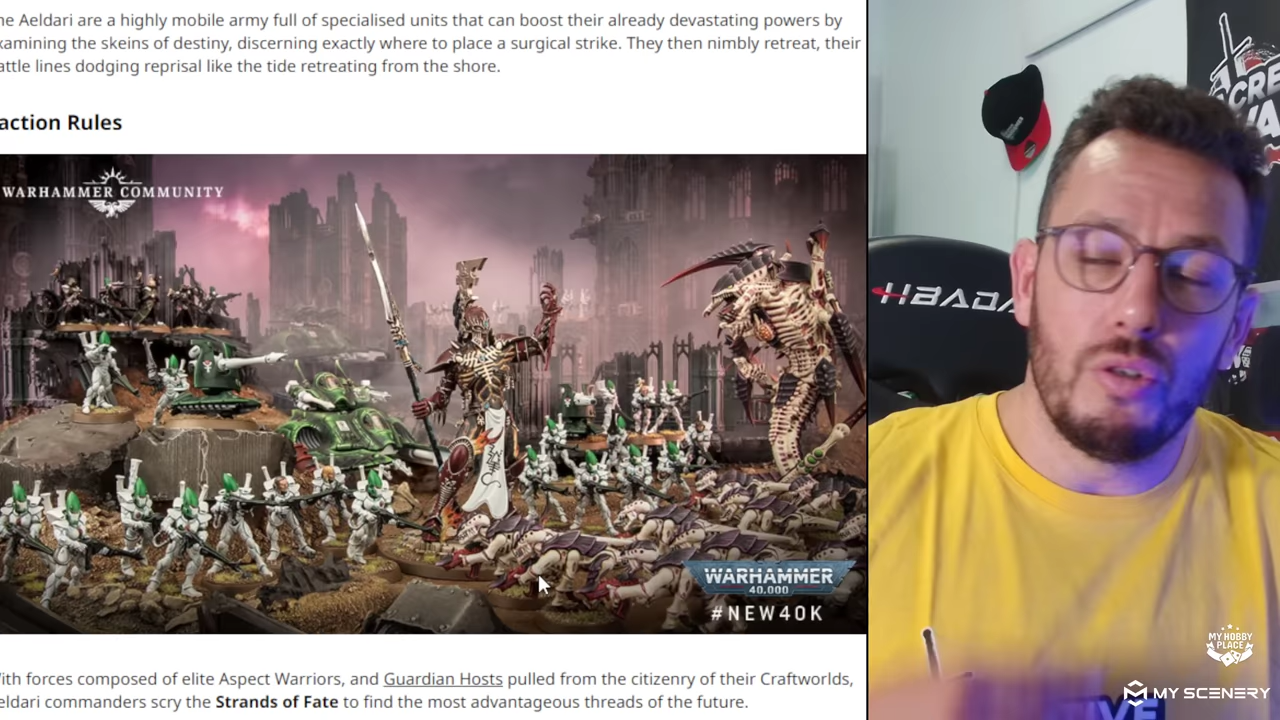 he Aeldari are a highly mobile army full of specialised units that can boost their already devastating powers by
xamining the skeins of destiny, discerning exactly where to place a surgical strike. They then nimbly retreat, their
attle lines dodging reprisal like the tide retreating from the shore.
action Rules
WARHAMMER COMMUNITY
HBADA
WARHAMMER
40,000
#NEW40K
ith forces composed of elite Aspect Warriors, and Guardian Hosts pulled from the citizenry of their Craftworlds,
eldari commanders scry the Strands of Fate to find the most advantageous threads of the future.
MY HOBBY
PLACE
MY SCENERY